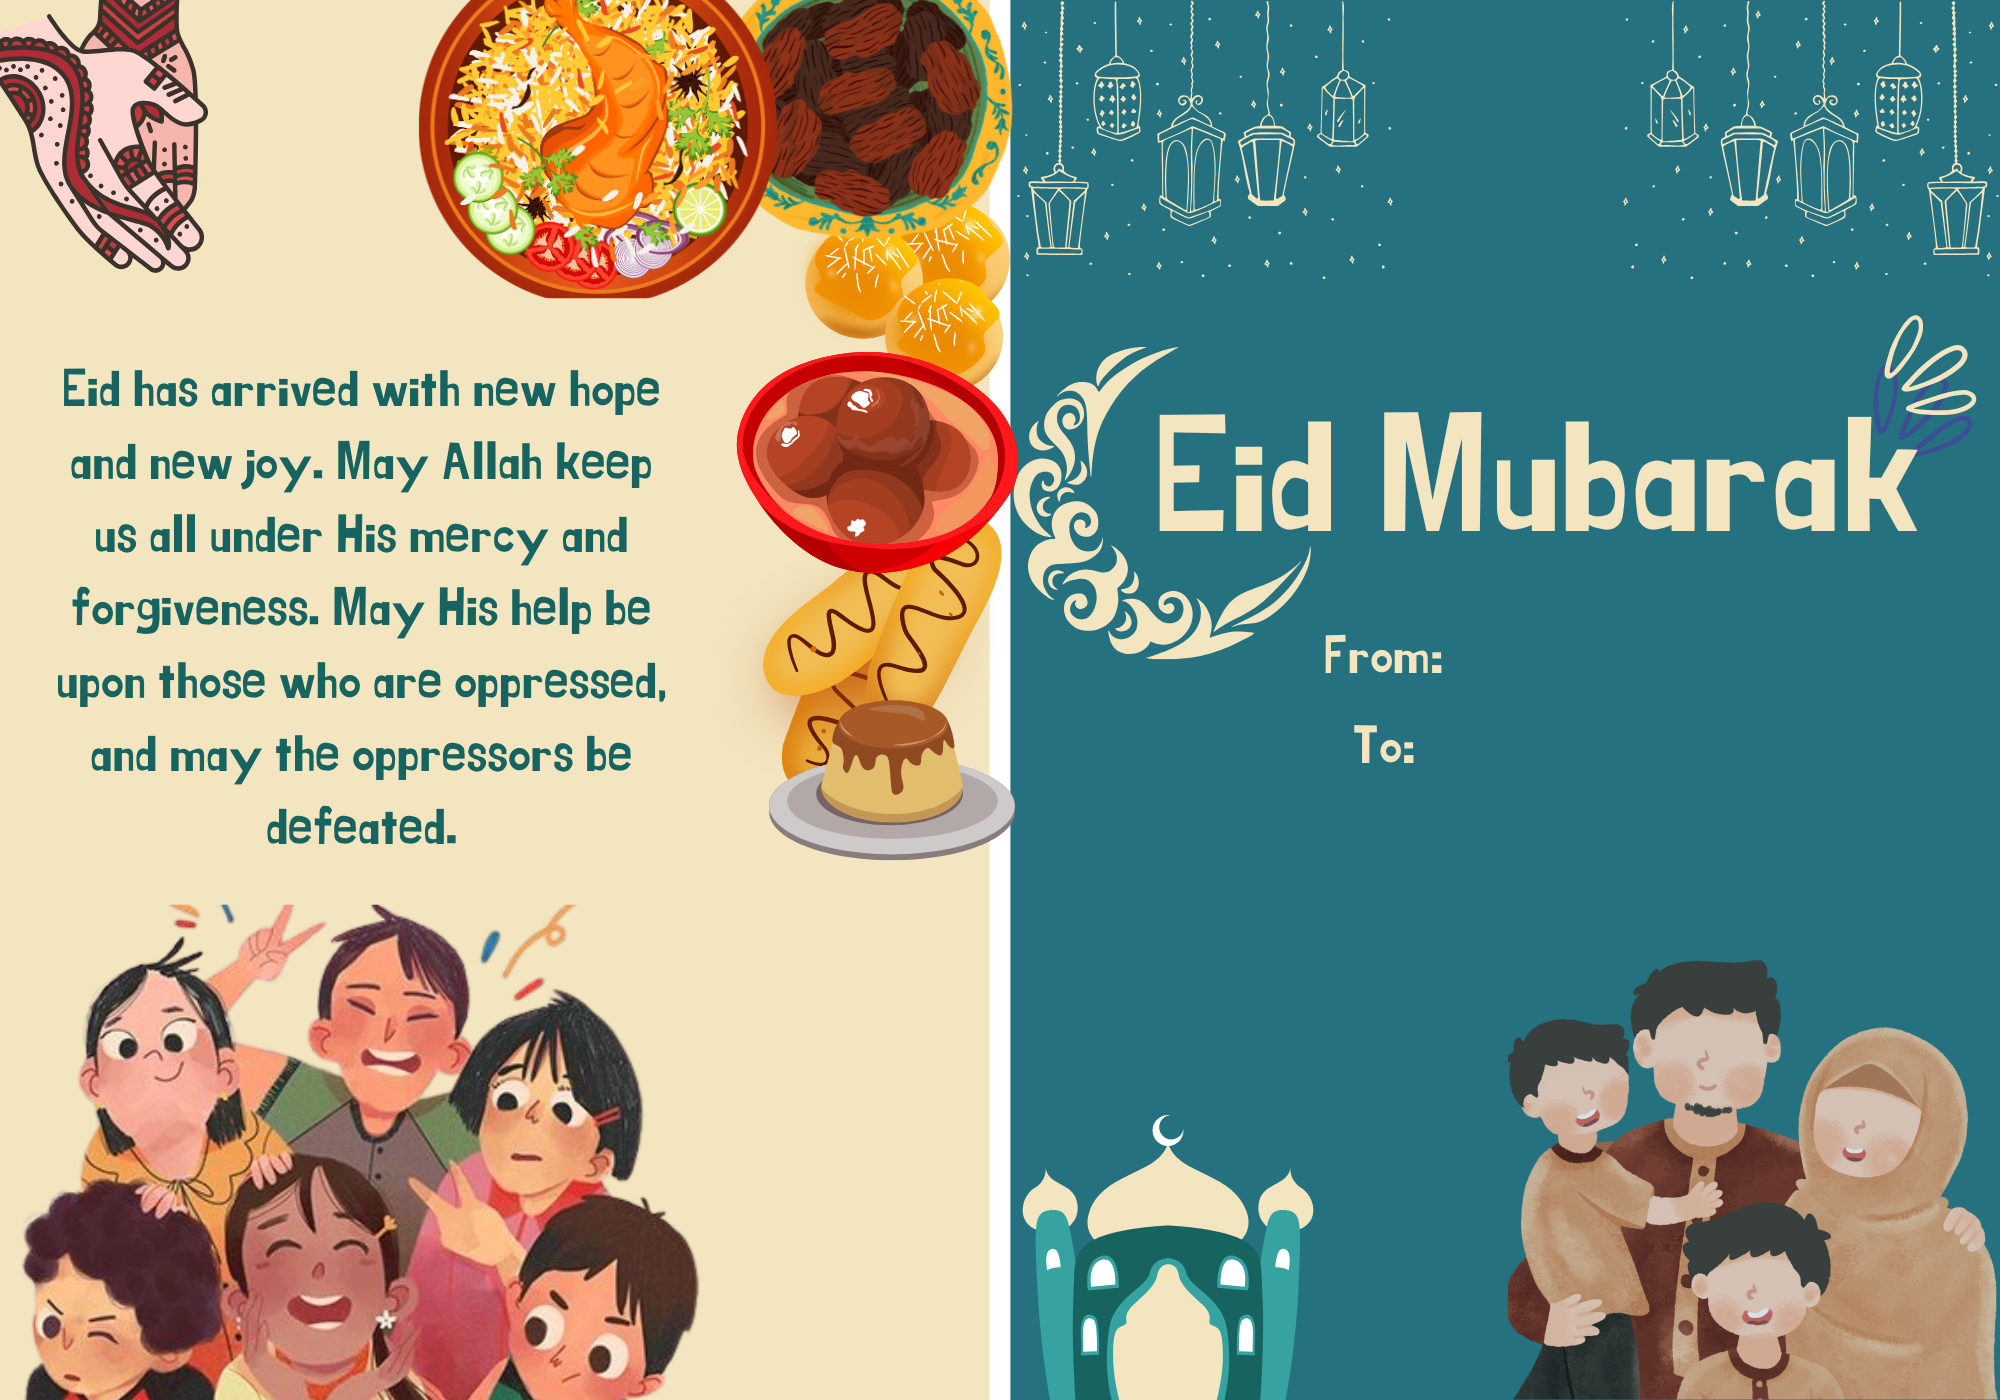 Eid has arrived with new hope
and new joy. May Allah keep
us all under His mercy and
forgiveness. May His help be
upon those who are oppressed,
and may the oppressors be
defeated.
Eid Mubarak
From:
To: